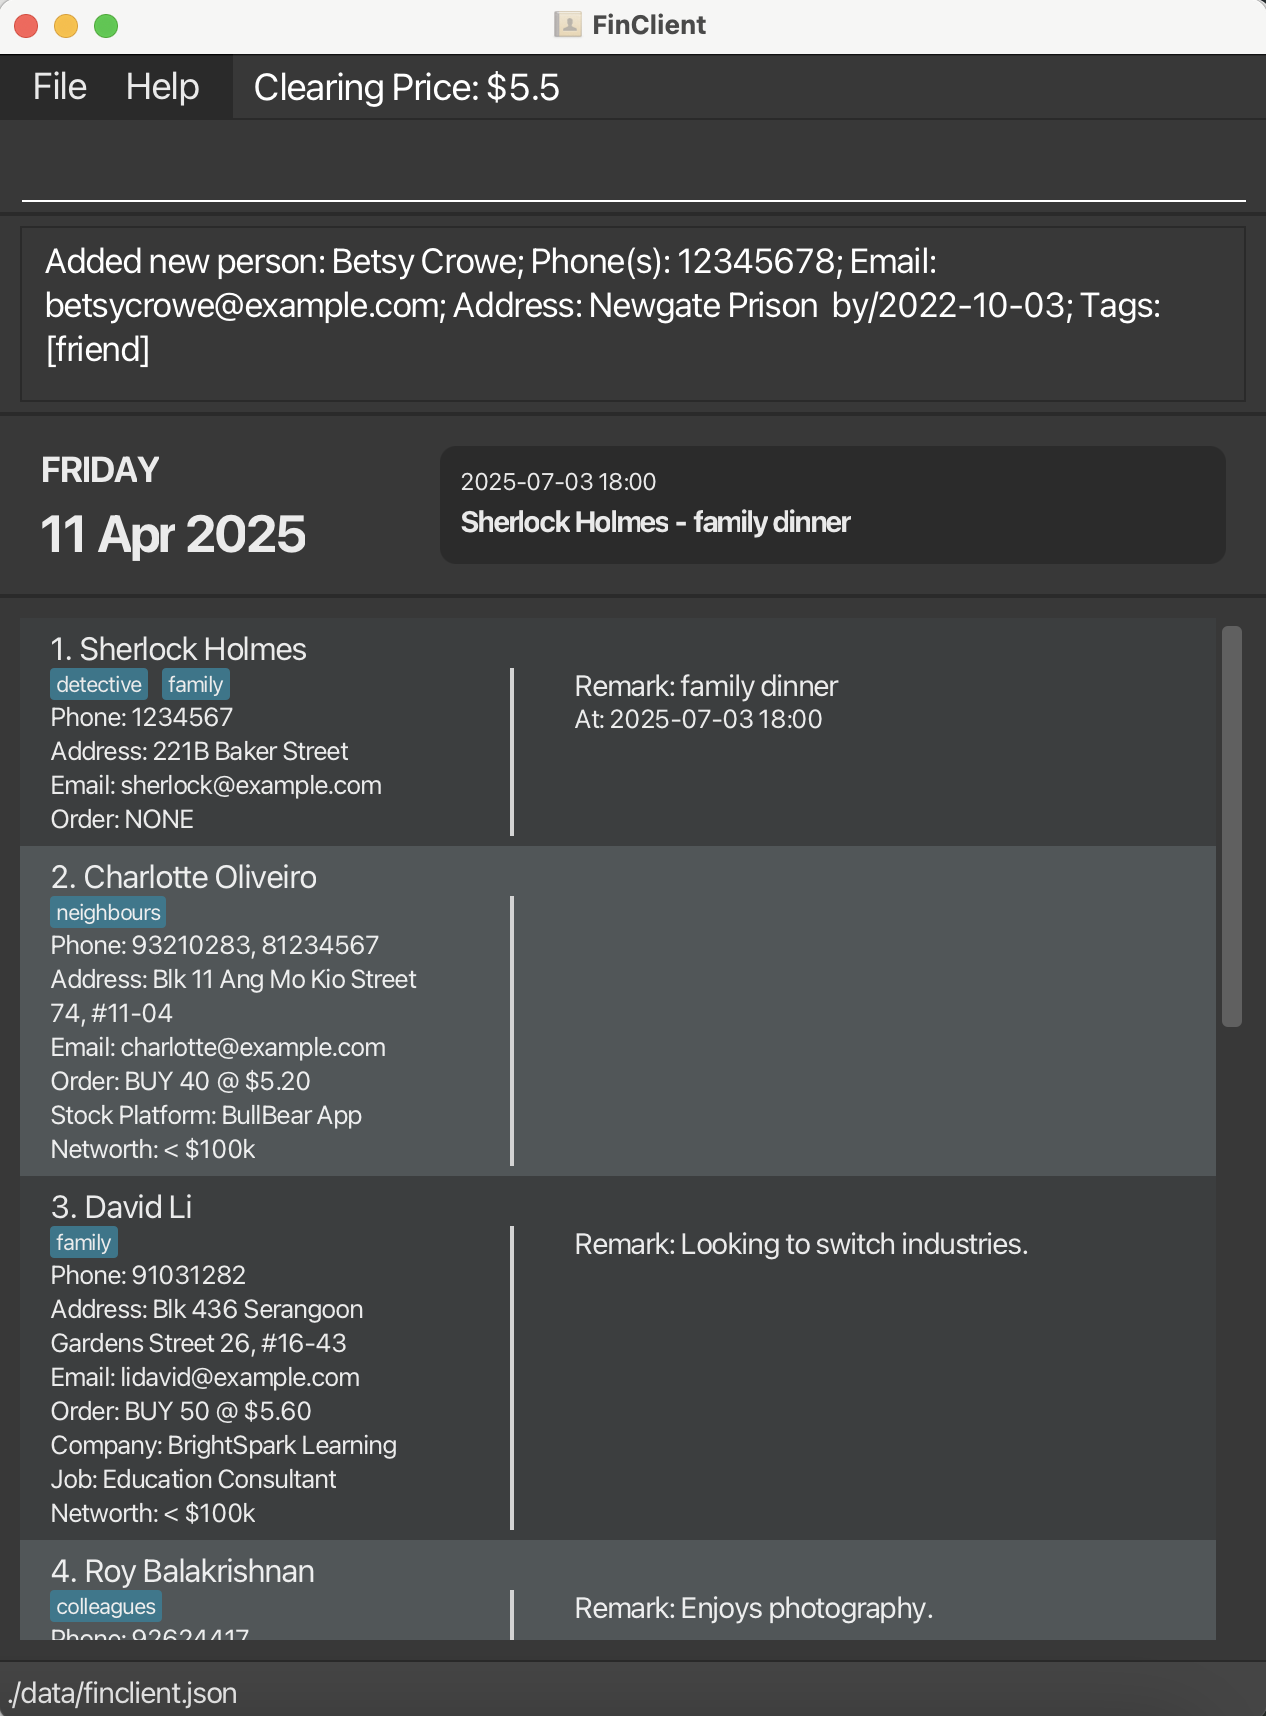 FinClient
File Help Clearing Price: $5.5
Added new person: Betsy Crowe; Phone(s): 12345678; Email:
betsycrowe@example.com; Address: Newgate Prison  by/2022-10-03; Tags:
[friend]
FRIDAY
11 Apr 2025
2025-07-03 18:00
Sherlock Holmes - family dinner
1. Sherlock Holmes
detective family
Phone: 1234567
Address: 221B Baker Street
Email: sherlock@example.com
Order: NONE
Remark: family dinner
At: 2025-07-03 18:00
2. Charlotte Oliveiro
neighbours
Phone: 93210283, 81234567
Address: Blk 11 Ang Mo Kio Street
74, #11-04
Email: charlotte@example.com
Order: BUY 40 @ $5.20
Stock Platform: BullBear App
Networth: < $100k
3. David Li
family
Phone: 91031282
Address: Blk 436 Serangoon
Gardens Street 26, #16-43
Email: lidavid@example.com
Order: BUY 50 @ $5.60
Company: BrightSpark Learning
Job: Education Consultant
Networth: < $100k
Remark: Looking to switch industries.
4. Roy Balakrishnan
colleagues
Phone: 92624417
Remark: Enjoys photography.
./data/finclient.json